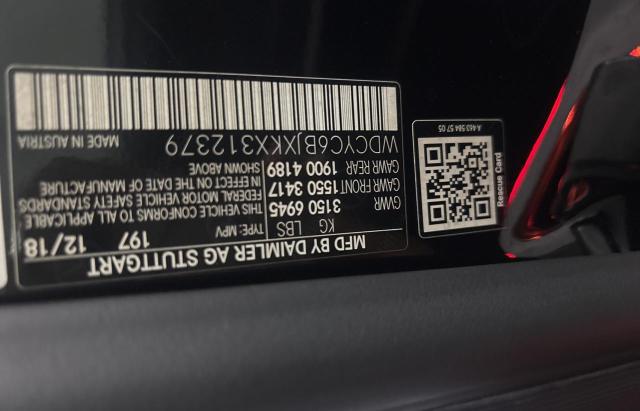 MFD BY DAIMLER AG STUTTGART
KG LBS
TYPE: MPV 197 12/18
GVWR 3150 6945
GAWR FRONT 1550 3417
GAWR REAR 1900 4189
THIS VEHICLE CONFORMS TO ALL APPLICABLE
FEDERAL MOTOR VEHICLE SAFETY STANDARDS
IN EFFECT ON THE DATE OF MANUFACTURE
SHOWN ABOVE
WDCYC6BJXKX312379
MADE IN AUSTRIA
A 463 584 57 05
Rescue Card